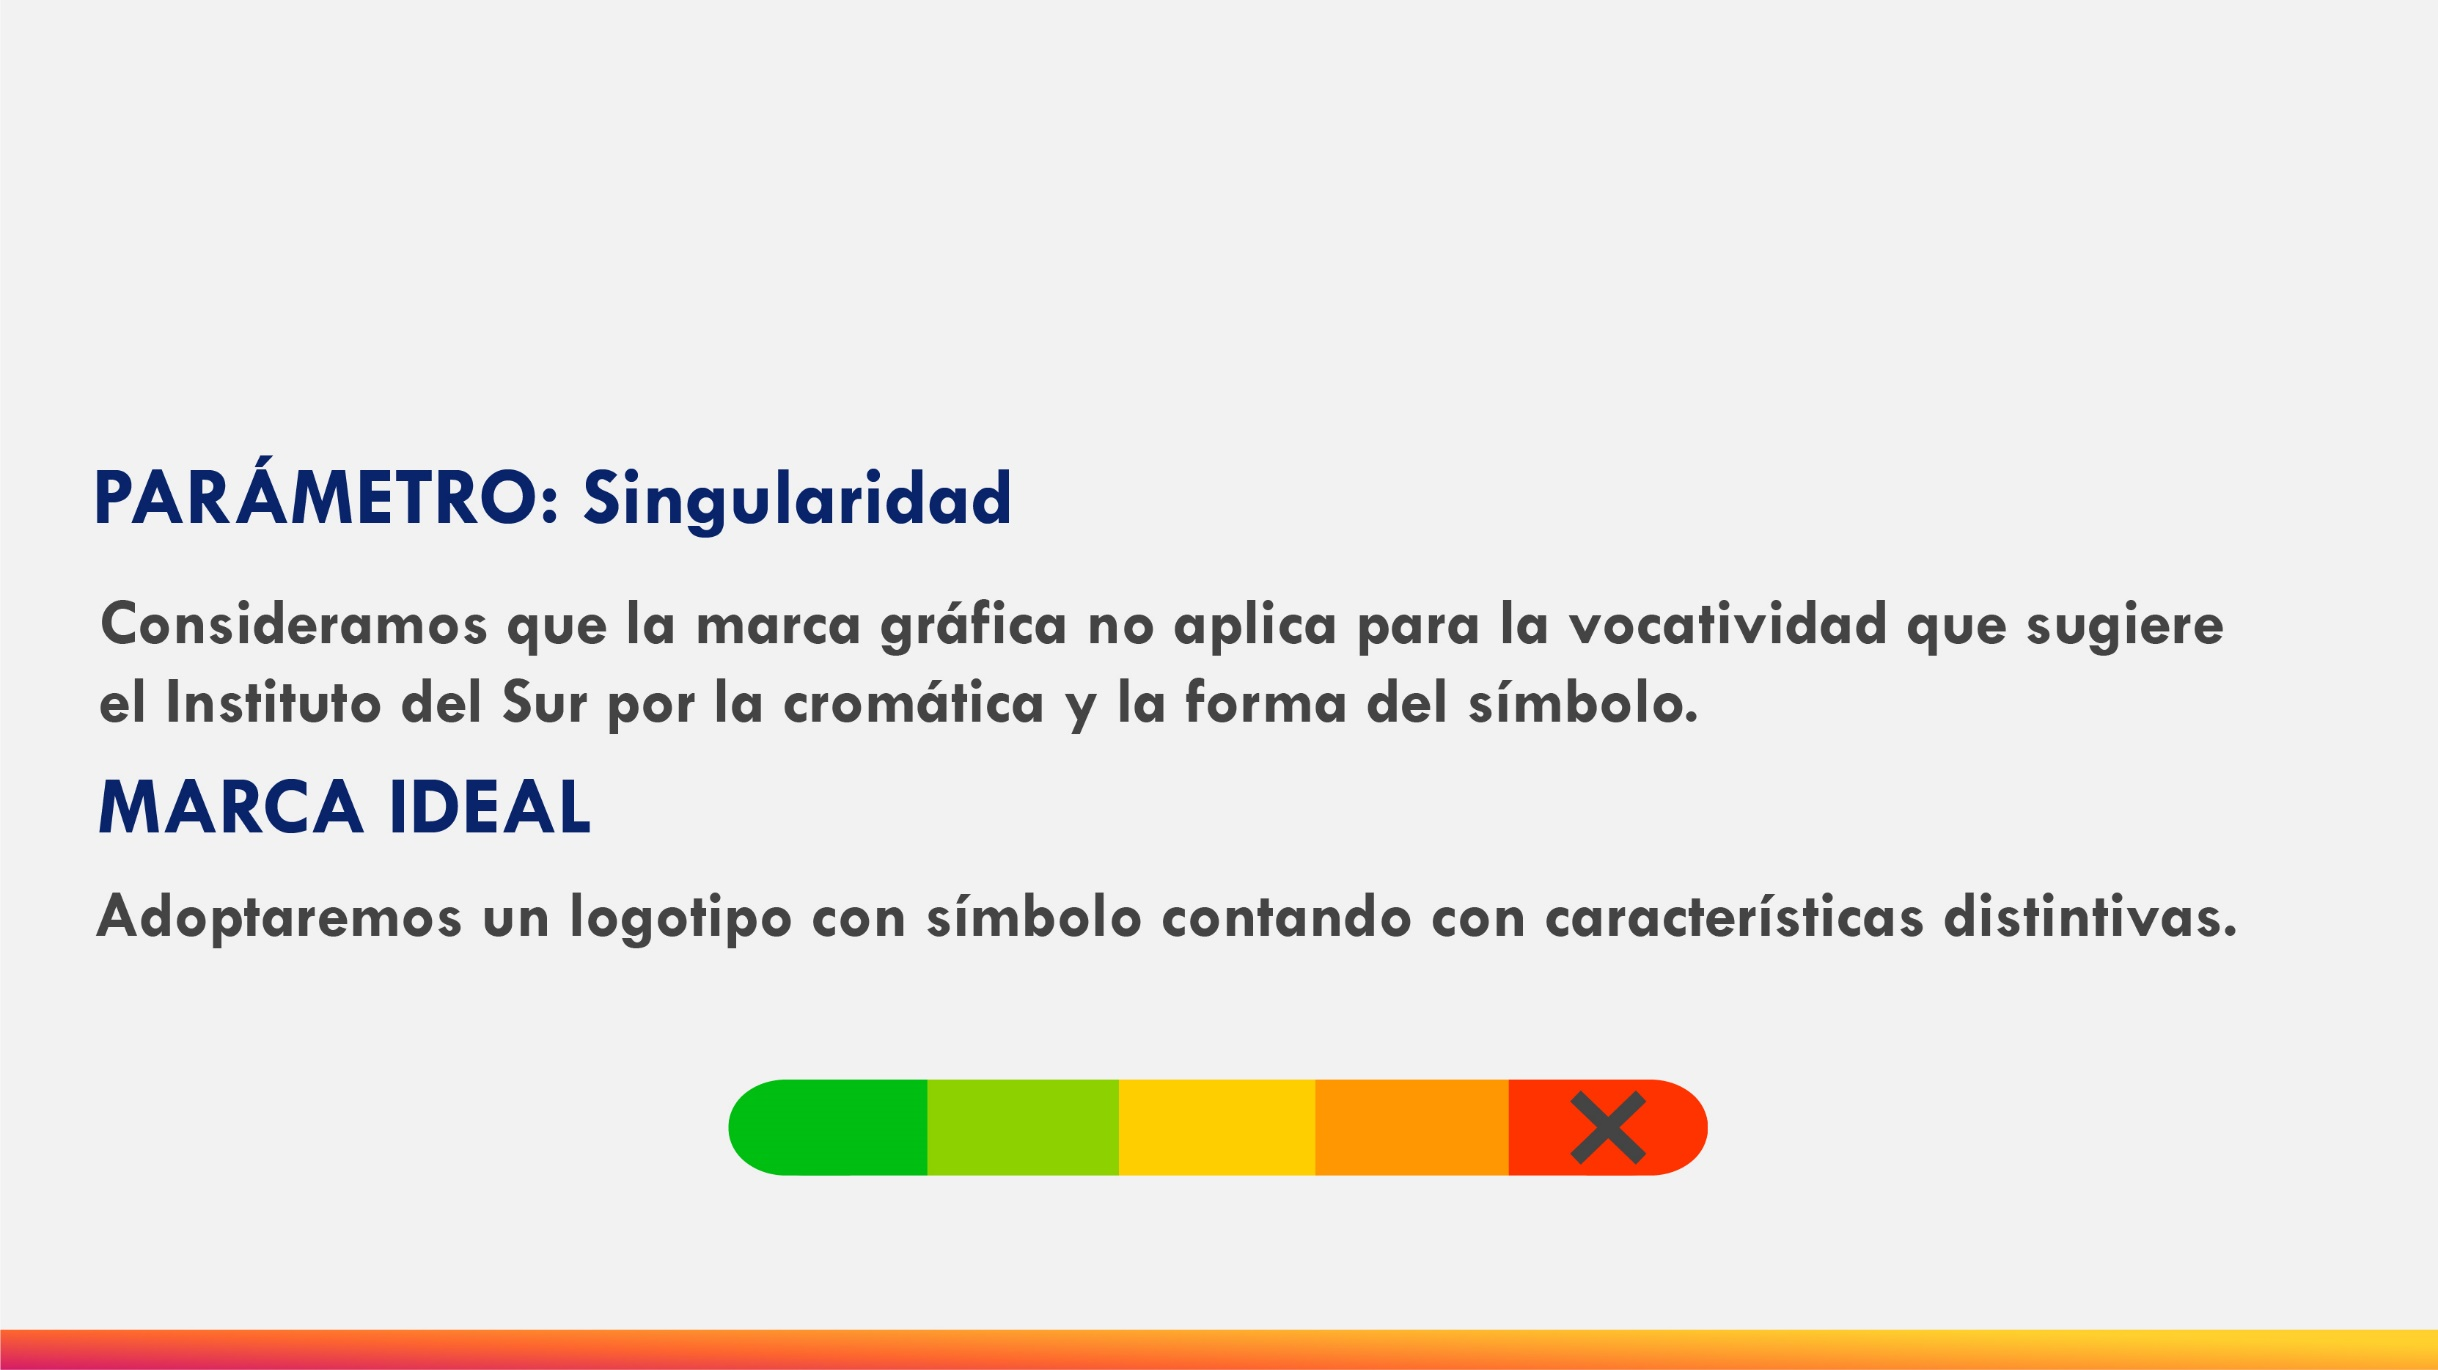 PARÁMETRO: Singularidad
Consideramos que la marca gráfica no aplica para la vocatividad que sugiere
el Instituto del Sur por la cromática y la forma del símbolo.
MARCA IDEAL
Adoptaremos un logotipo con símbolo contando con características distintivas.